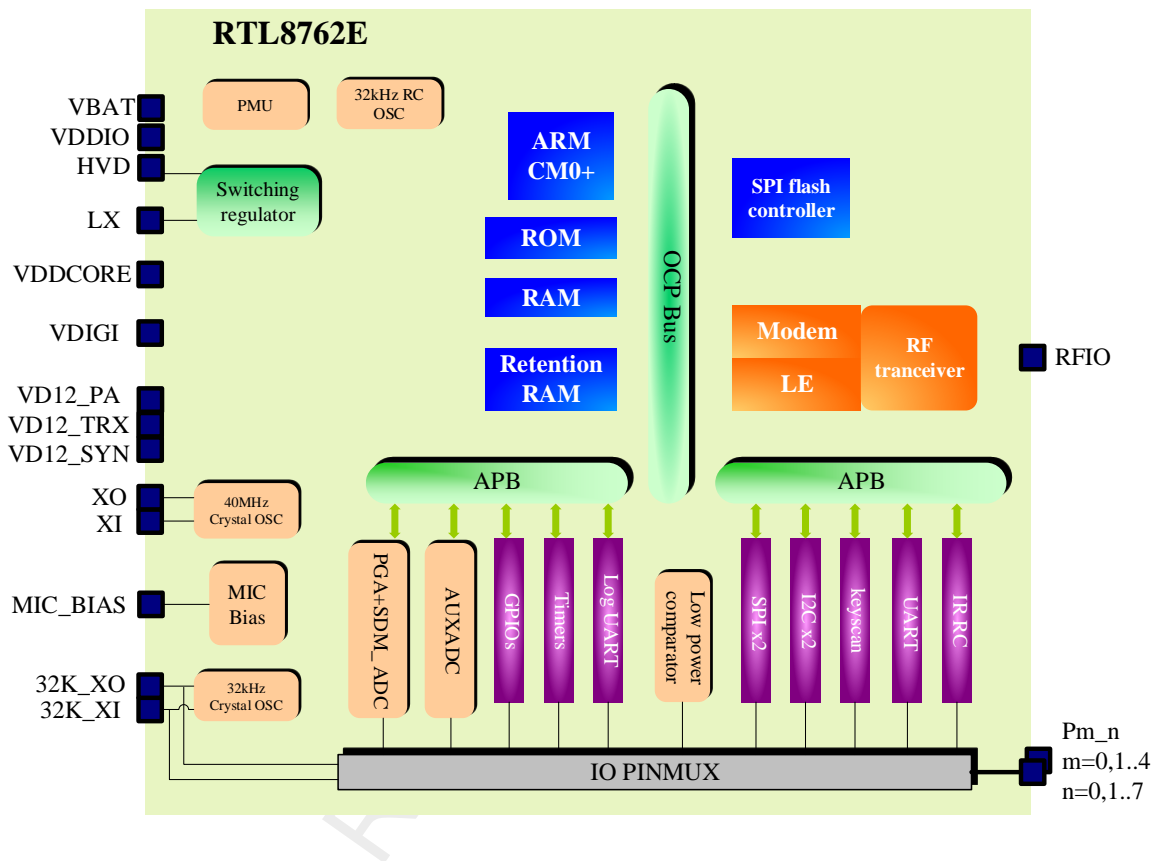 RTL8762E
VBAT
VDDIO
HVD
LX
VDDCORE
VDIGI
VD12_PA
VD12_TRX
VD12_SYN
XO
XI
MIC_BIAS
32K_XO
32K_XI
PMU
32kHz RC
OSC
Switching
regulator
40MHz
Crystal OSC
MIC
Bias
32kHz
Crystal OSC
ARM
CM0+
ROM
RAM
Retention
RAM
OCP Bus
SPI flash
controller
Modem
LE
RF
tranceiver
RFIO
APB
APB
PGA+SDM_ ADC
AUXADC
GPIOs
Timers
Log UART
Low power
comparator
SPI x2
I2C x2
keyscan
UART
IR RC
IO PINMUX
Pm_n
m=0,1..4
n=0,1..7